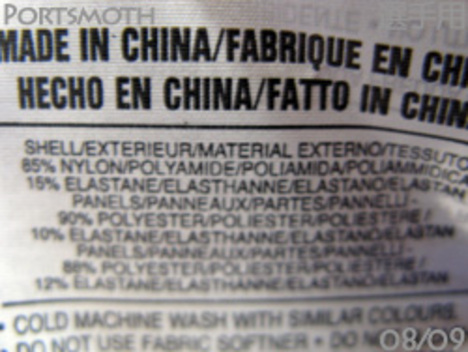 PORTSMOTH
MADE IN CHINA/FABRIQUE EN CHI
HECHO EN CHINA/FATTO IN CHIN
SHELL/EXTERIEUR/MATERIAL EXTERNO/TESSUTO
85% NYLON/POLYAMIDE/POLIAMIDA/POLIAMMIDICA
15% ELASTANE/ELASTHANNE/ELASTANO/ELASTAN
PANELS/PANNEAUX/PARTES/PANNELLI-
90% POLYESTER/POLIESTER/POLIESTERE/
10% ELASTANE/ELASTHANNE/ELASTANO/ELASTAN
PANELS/PANNEAUX/PARTES/PANNELLI-
88% POLYESTER/POLIESTER/POLIESTERE/
12% ELASTANE/ELASTHANNE/ELASTANO/ELASTAN
• COLD MACHINE WASH WITH SIMILAR COLOURS.
DO NOT USE FABRIC SOFTNER • DO N
08/09